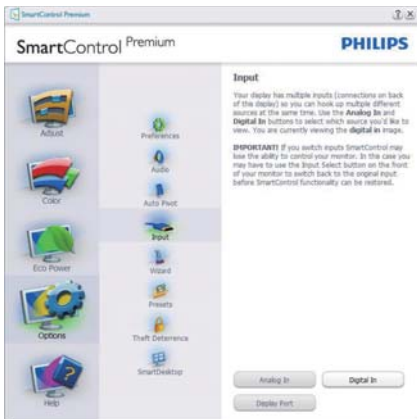 SmartControl Premium
SmartControl Premium
PHILIPS
Adjust
Color
Eco Power
Options
Help
Preferences
Audio
Auto Pivot
Input
Wizard
Presets
Theft Deterrence
SmartDesktop
Input
Your display has multiple inputs (connections on back
of this display) so you can hook up multiple different
sources at the same time. Use the Analog In and
Digital In buttons to select which source you'd like to
view. You are currently viewing the digital in image.
IMPORTANT! If you switch inputs SmartControl may
lose the ability to control your monitor. In the case you
may have to use the Input Select button on the front
of your monitor to switch back to the original input
before SmartControl functionality can be restored.
Analog In
Digital In
Display Port